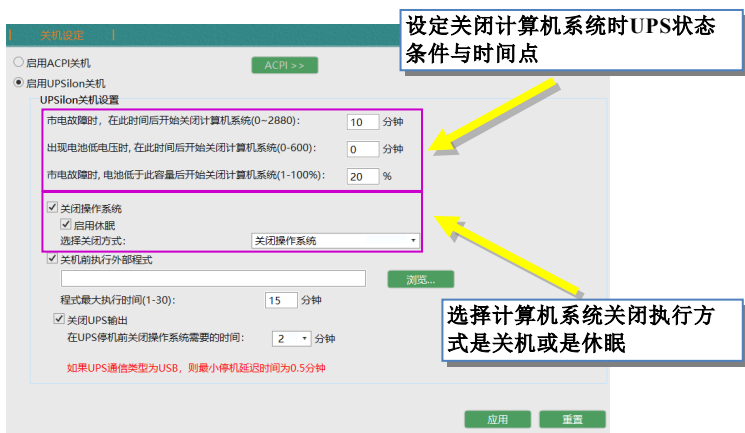 关机设定
设定关闭计算机系统时UPS状态
条件与时间点
启用ACPI关机
ACPI >>
启用UPSilon关机
UPSilon关机设置
市电故障时，在此时间后开始关闭计算机系统(0~2880)： 10 分钟
出现电池低电压时, 在此时间后开始关闭计算机系统(0-600)： 0 分钟
市电故障时, 电池低于此容量后开始关闭计算机系统(1-100%)： 20 %
关闭操作系统
启用休眠
选择关闭方式： 关闭操作系统
关机前执行外部程式
浏览...
程式最大执行时间(1-30)： 15 分钟
选择计算机系统关闭执行方
式是关机或是休眠
关闭UPS输出
在UPS停机前关闭操作系统需要的时间： 2 分钟
如果UPS通信类型为USB，则最小停机延迟时间为0.5分钟
应用 重置